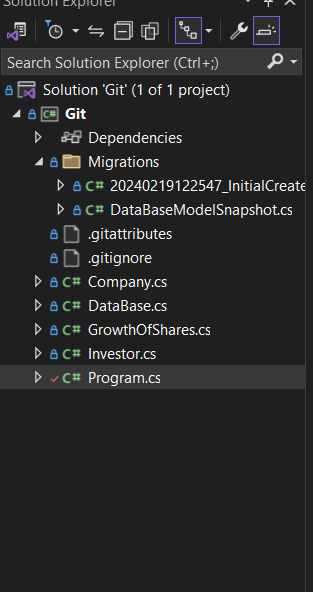 Solution Explorer
Search Solution Explorer (Ctrl+;)
Solution 'Git' (1 of 1 project)
C# Git
Dependencies
Migrations
C# 20240219122547_InitialCreate
C# DataBaseModelSnapshot.cs
.gitattributes
.gitignore
C# Company.cs
C# DataBase.cs
C# GrowthOfShares.cs
C# Investor.cs
C# Program.cs